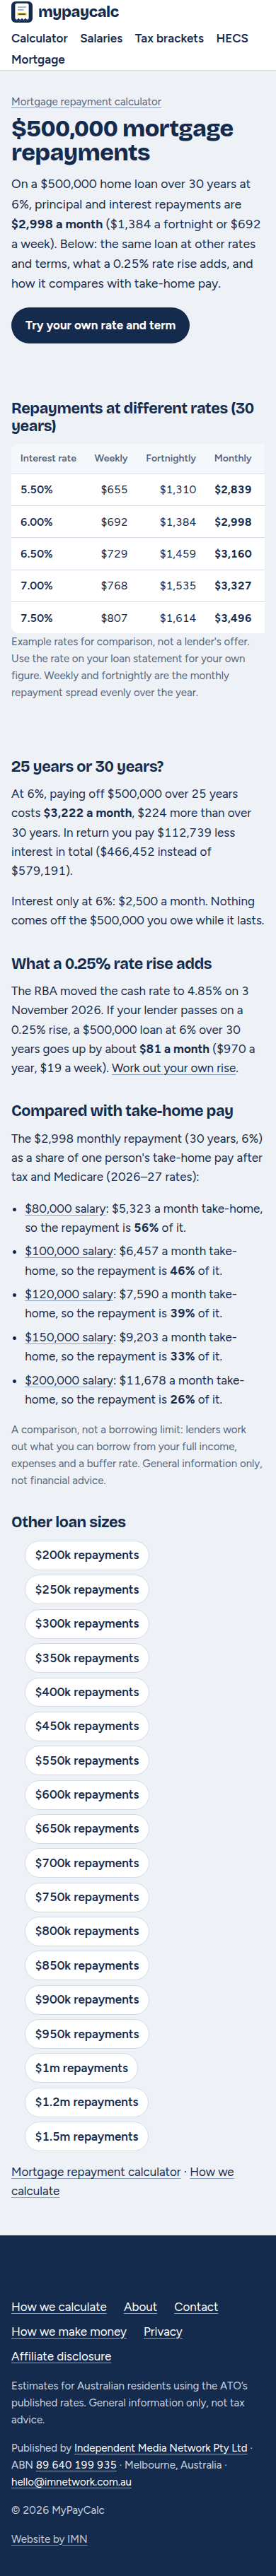 mypaycalc
Calculator Salaries Tax brackets HECS
Mortgage
Mortgage repayment calculator
$500,000 mortgage
repayments
On a $500,000 home loan over 30 years at
6%, principal and interest repayments are
$2,998 a month ($1,384 a fortnight or $692
a week). Below: the same loan at other rates
and terms, what a 0.25% rate rise adds, and
how it compares with take-home pay.
Try your own rate and term
Repayments at different rates (30
years)
Interest rate Weekly Fortnightly Monthly
5.50% $655 $1,310 $2,839
6.00% $692 $1,384 $2,998
6.50% $729 $1,459 $3,160
7.00% $768 $1,535 $3,327
7.50% $807 $1,614 $3,496
Example rates for comparison, not a lender's offer.
Use the rate on your loan statement for your own
figure. Weekly and fortnightly are the monthly
repayment spread evenly over the year.
25 years or 30 years?
At 6%, paying off $500,000 over 25 years
costs $3,222 a month, $224 more than over
30 years. In return you pay $112,739 less
interest in total ($466,452 instead of
$579,191).
Interest only at 6%: $2,500 a month. Nothing
comes off the $500,000 you owe while it lasts.
What a 0.25% rate rise adds
The RBA moved the cash rate to 4.85% on 3
November 2026. If your lender passes on a
0.25% rise, a $500,000 loan at 6% over 30
years goes up by about $81 a month ($970 a
year, $19 a week). Work out your own rise.
Compared with take-home pay
The $2,998 monthly repayment (30 years, 6%)
as a share of one person's take-home pay after
tax and Medicare (2026–27 rates):
• $80,000 salary: $5,323 a month take-home,
so the repayment is 56% of it.
• $100,000 salary: $6,457 a month take-
home, so the repayment is 46% of it.
• $120,000 salary: $7,590 a month take-
home, so the repayment is 39% of it.
• $150,000 salary: $9,203 a month take-
home, so the repayment is 33% of it.
• $200,000 salary: $11,678 a month take-
home, so the repayment is 26% of it.
A comparison, not a borrowing limit: lenders work
out what you can borrow from your full income,
expenses and a buffer rate. General information only,
not financial advice.
Other loan sizes
$200k repayments
$250k repayments
$300k repayments
$350k repayments
$400k repayments
$450k repayments
$550k repayments
$600k repayments
$650k repayments
$700k repayments
$750k repayments
$800k repayments
$850k repayments
$900k repayments
$950k repayments
$1m repayments
$1.2m repayments
$1.5m repayments
Mortgage repayment calculator · How we
calculate
How we calculate About Contact
How we make money Privacy
Affiliate disclosure
Estimates for Australian residents using the ATO's
published rates. General information only, not tax
advice.
Published by Independent Media Network Pty Ltd ·
ABN 89 640 199 935 · Melbourne, Australia ·
hello@imnetwork.com.au
© 2026 MyPayCalc
Website by IMN